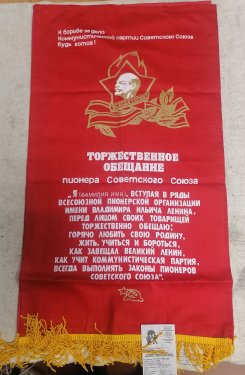 К борьбе за дело
Коммунистической партии Советского Союза
будь готов!
ВСЕГДА ГОТОВ!
ТОРЖЕСТВЕННОЕ
ОБЕЩАНИЕ
пионера Советского Союза
„Я (ФАМИЛИЯ ИМЯ), ВСТУПАЯ В РЯДЫ
ВСЕСОЮЗНОЙ ПИОНЕРСКОЙ ОРГАНИЗАЦИИ
ИМЕНИ ВЛАДИМИРА ИЛЬИЧА ЛЕНИНА,
ПЕРЕД ЛИЦОМ СВОИХ ТОВАРИЩЕЙ
ТОРЖЕСТВЕННО ОБЕЩАЮ:
ГОРЯЧО ЛЮБИТЬ СВОЮ РОДИНУ,
ЖИТЬ, УЧИТЬСЯ И БОРОТЬСЯ,
КАК ЗАВЕЩАЛ ВЕЛИКИЙ ЛЕНИН,
КАК УЧИТ КОММУНИСТИЧЕСКАЯ ПАРТИЯ,
ВСЕГДА ВЫПОЛНЯТЬ ЗАКОНЫ ПИОНЕРОВ
СОВЕТСКОГО СОЮЗА".